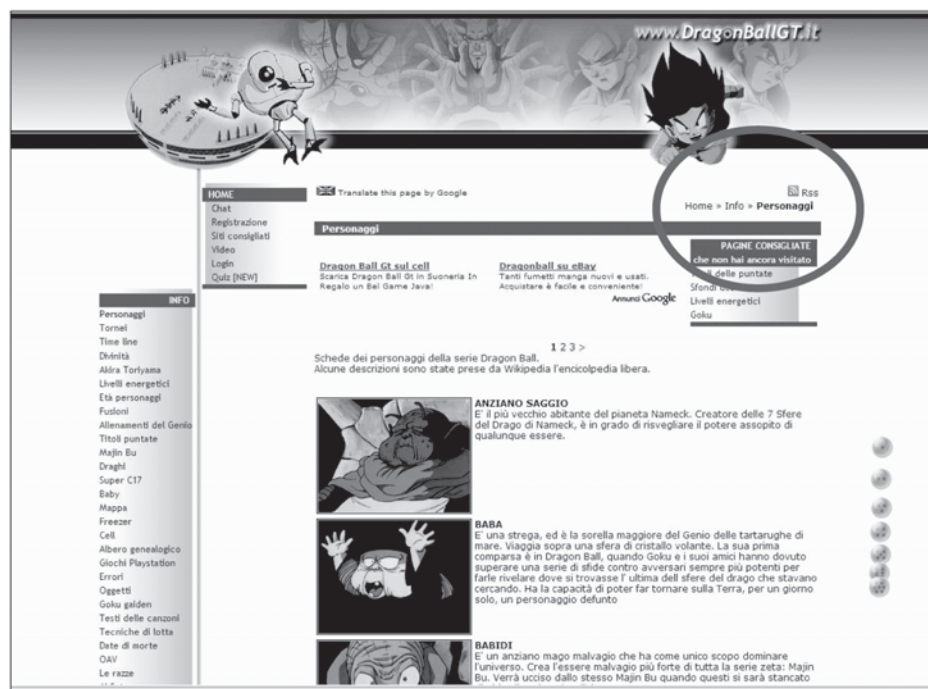 www.DragonBallGT.it
HOME
Chat
Registrazione
Siti consigliati
Video
Login
Quiz [NEW]
Translate this page by Google
Rss
Home » Info » Personaggi
Personaggi
Dragon Ball Gt sul cell
Scarica Dragon Ball Gt in Suoneria In
Regalo un Bel Game Java!
Dragonball su eBay
Tanti fumetti manga nuovi e usati.
Acquistare è facile e conveniente!
Annunci Google
PAGINE CONSIGLIATE
che non hai ancora visitato
delle puntate
Sfondi
Livelli energetici
Goku
INFO
Personaggi
Tornei
Time line
Divinità
Akira Toriyama
Livelli energetici
Età personaggi
Fusioni
Allenamenti del Genio
Titoli puntate
Majin Bu
Draghi
Super C17
Baby
Mappa
Freezer
Cell
Albero genealogico
Giochi Playstation
Errori
Oggetti
Goku gaiden
Testi delle canzoni
Tecniche di lotta
Date di morte
OAV
Le razze
1 2 3 >
Schede dei personaggi della serie Dragon Ball.
Alcune descrizioni sono state prese da Wikipedia l'encicolpedia libera.
ANZIANO SAGGIO
E' il più vecchio abitante del pianeta Nameck. Creatore delle 7 Sfere
del Drago di Nameck, è in grado di risvegliare il potere assopito di
qualunque essere.
BABA
E' una strega, ed è la sorella maggiore del Genio delle tartarughe di
mare. Viaggia sopra una sfera di cristallo volante. La sua prima
comparsa è in Dragon Ball, quando Goku e i suoi amici hanno dovuto
superare una serie di sfide contro avversari sempre più potenti per
farle rivelare dove si trovasse l' ultima dell sfere del drago che stavano
cercando. Ha la capacità di poter far tornare sulla Terra, per un giorno
solo, un personaggio defunto
BABIDI
E' un anziano mago malvagio che ha come unico scopo dominare
l'universo. Crea l'essere malvagio più forte di tutta la serie zeta: Majin
Bu. Verrà ucciso dallo stesso Majin Bu quando questi si sarà stancato